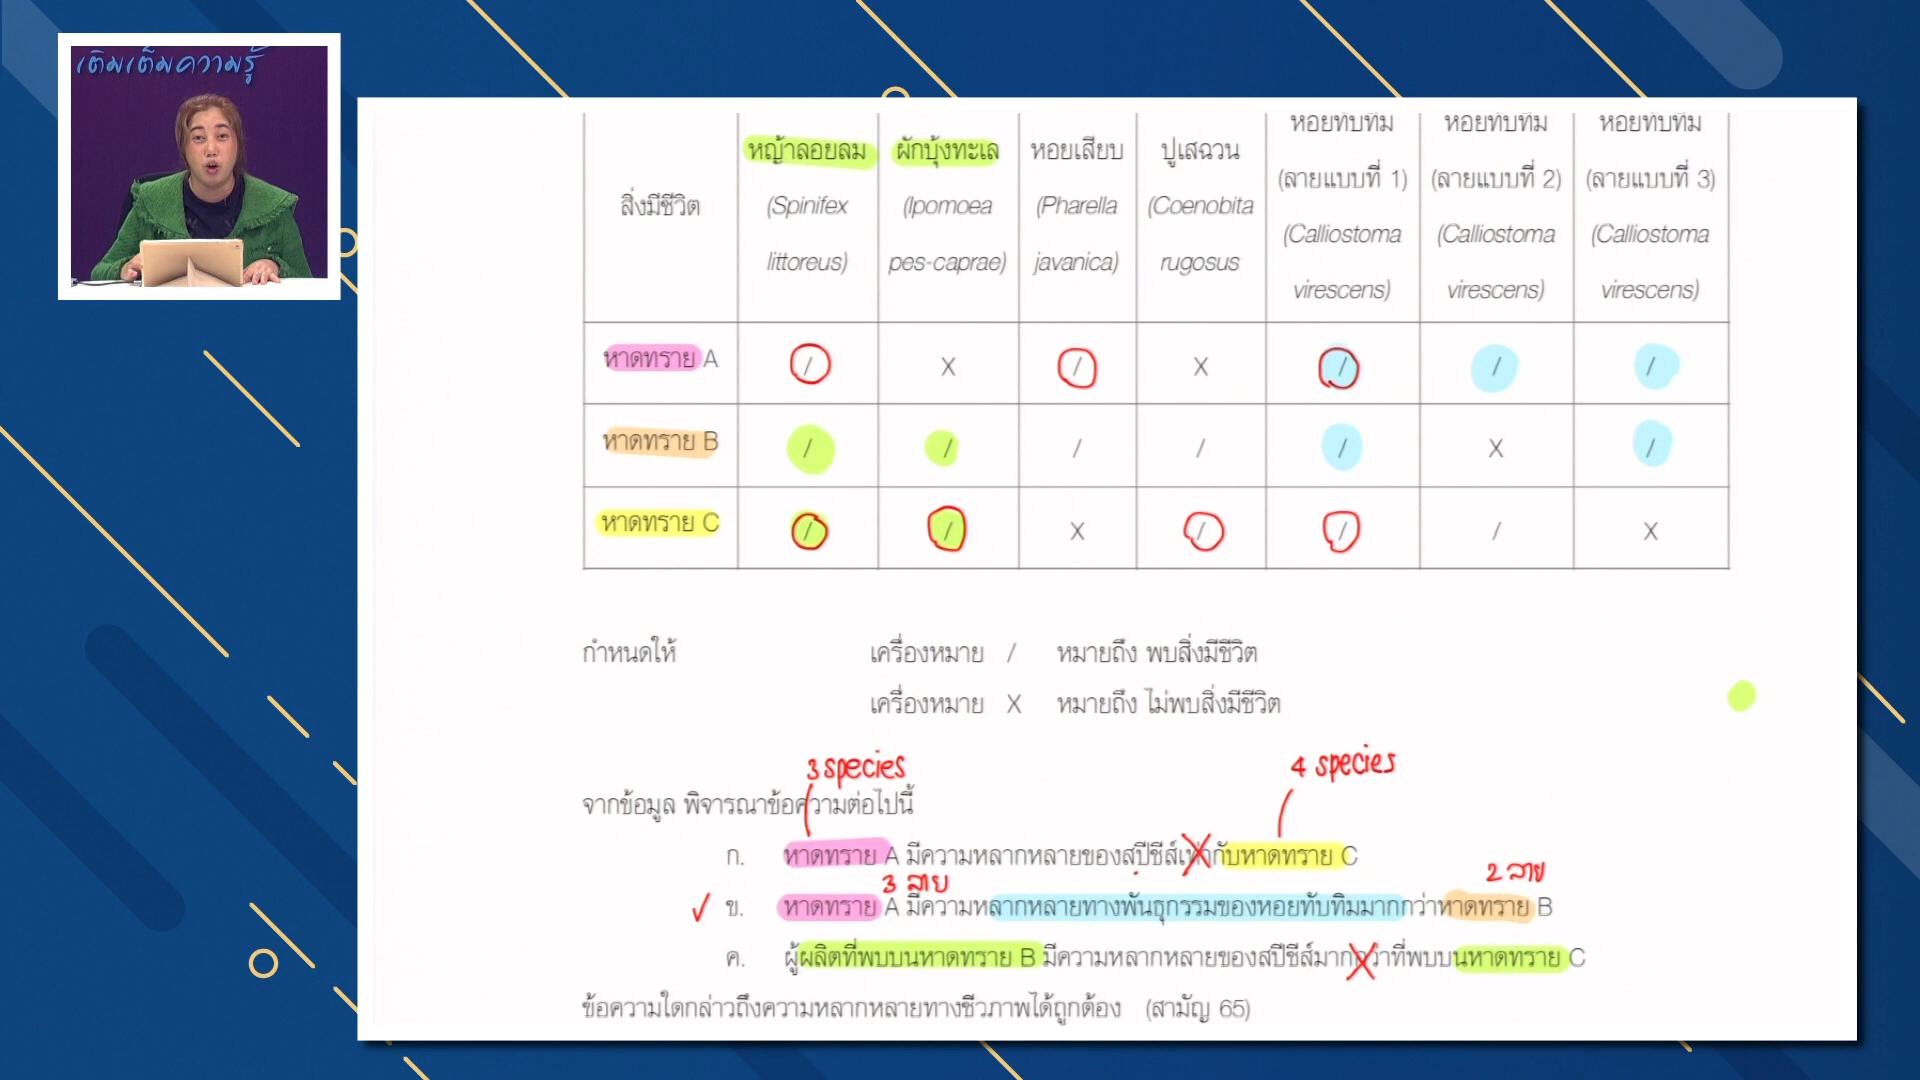 เติมเต็มความรู้
สิ่งมีชีวิต
หญ้าลอยลม
(Spinifex
littoreus)
ผักบุ้งทะเล
(Ipomoea
pes-caprae)
หอยเสียบ
(Pharella
javanica)
ปูเสฉวน
(Coenobita
rugosus
หอยทับทิม
(ลายแบบที่ 1)
(Calliostoma
virescens)
หอยทับทิม
(ลายแบบที่ 2)
(Calliostoma
virescens)
หอยทับทิม
(ลายแบบที่ 3)
(Calliostoma
virescens)
หาดทราย A / X / X / / /
หาดทราย B / / / / / X /
หาดทราย C / / X / / / X
กำหนดให้ เครื่องหมาย / หมายถึง พบสิ่งมีชีวิต
เครื่องหมาย X หมายถึง ไม่พบสิ่งมีชีวิต
3 species 4 species
จากข้อมูล พิจารณาข้อความต่อไปนี้
ก. หาดทราย A มีความหลากหลายของสปีชีส์เท่ากับหาดทราย C
3 ลาย 2 ลาย
✓ ข. หาดทราย A มีความหลากหลายทางพันธุกรรมของหอยทับทิมมากกว่าหาดทราย B
ค. ผู้ผลิตที่พบบนหาดทราย B มีความหลากหลายของสปีชีส์มากกว่าที่พบบนหาดทราย C
ข้อความใดกล่าวถึงความหลากหลายทางชีวภาพได้ถูกต้อง (สามัญ 65)